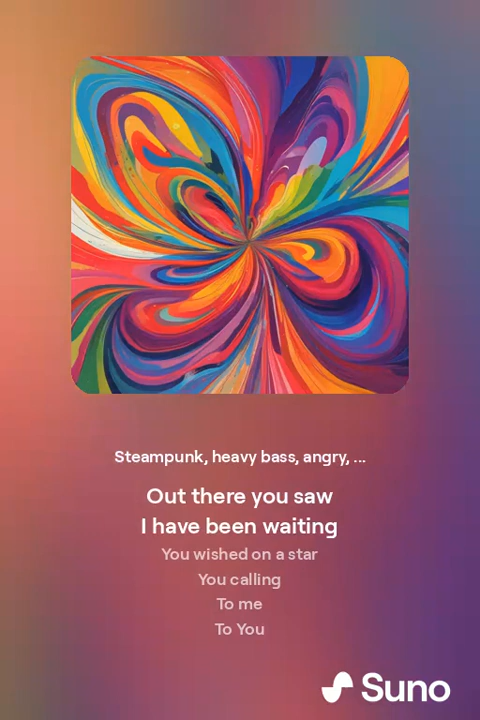 Steampunk, heavy bass, angry, ...
Out there you saw
I have been waiting
You wished on a star
You calling
To me
To You
Suno